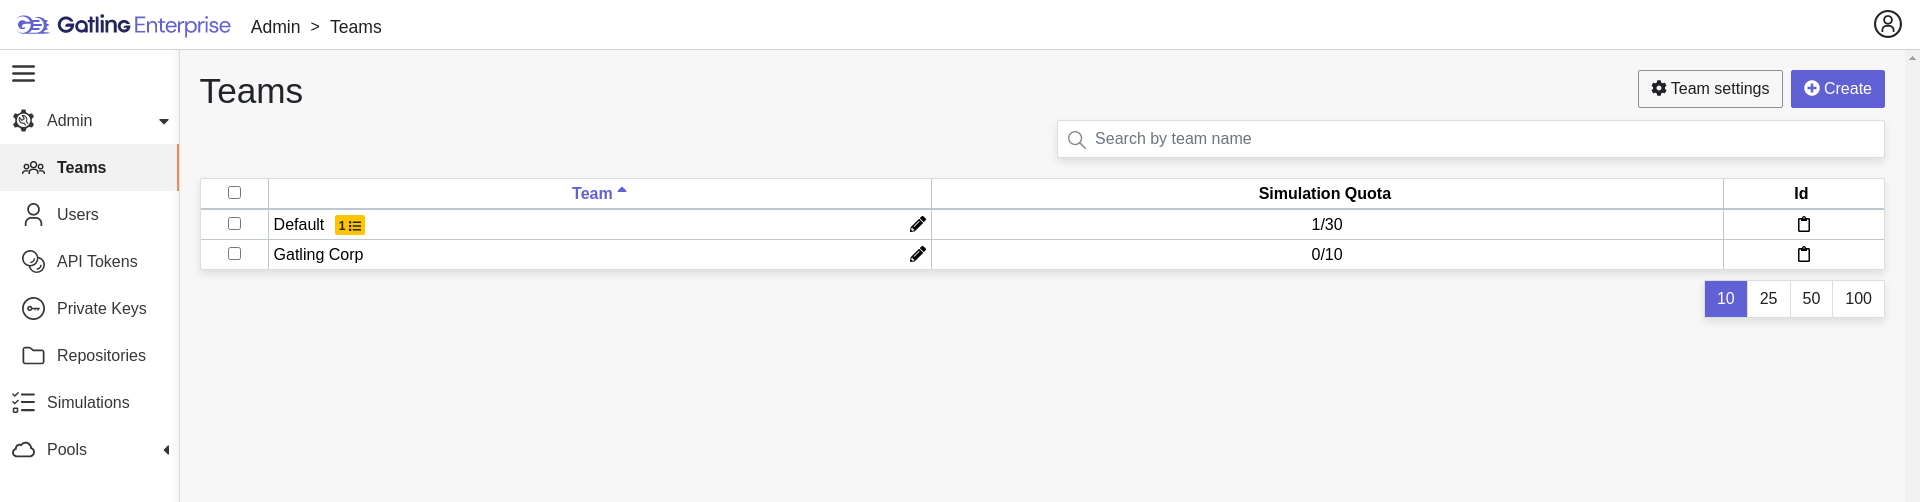 Gatling Enterprise Admin > Teams
Teams
Team settings Create
Search by team name
Admin
Teams
Users
API Tokens
Private Keys
Repositories
Simulations
Pools
Team Simulation Quota Id
Default 1 1/30
Gatling Corp 0/10
10 25 50 100